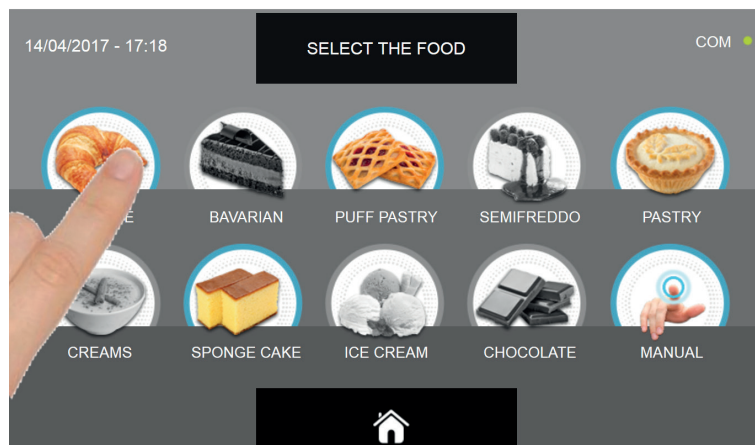 14/04/2017 - 17:18
SELECT THE FOOD
COM
BAVARIAN
PUFF PASTRY
SEMIFREDDO
PASTRY
CREAMS
SPONGE CAKE
ICE CREAM
CHOCOLATE
MANUAL